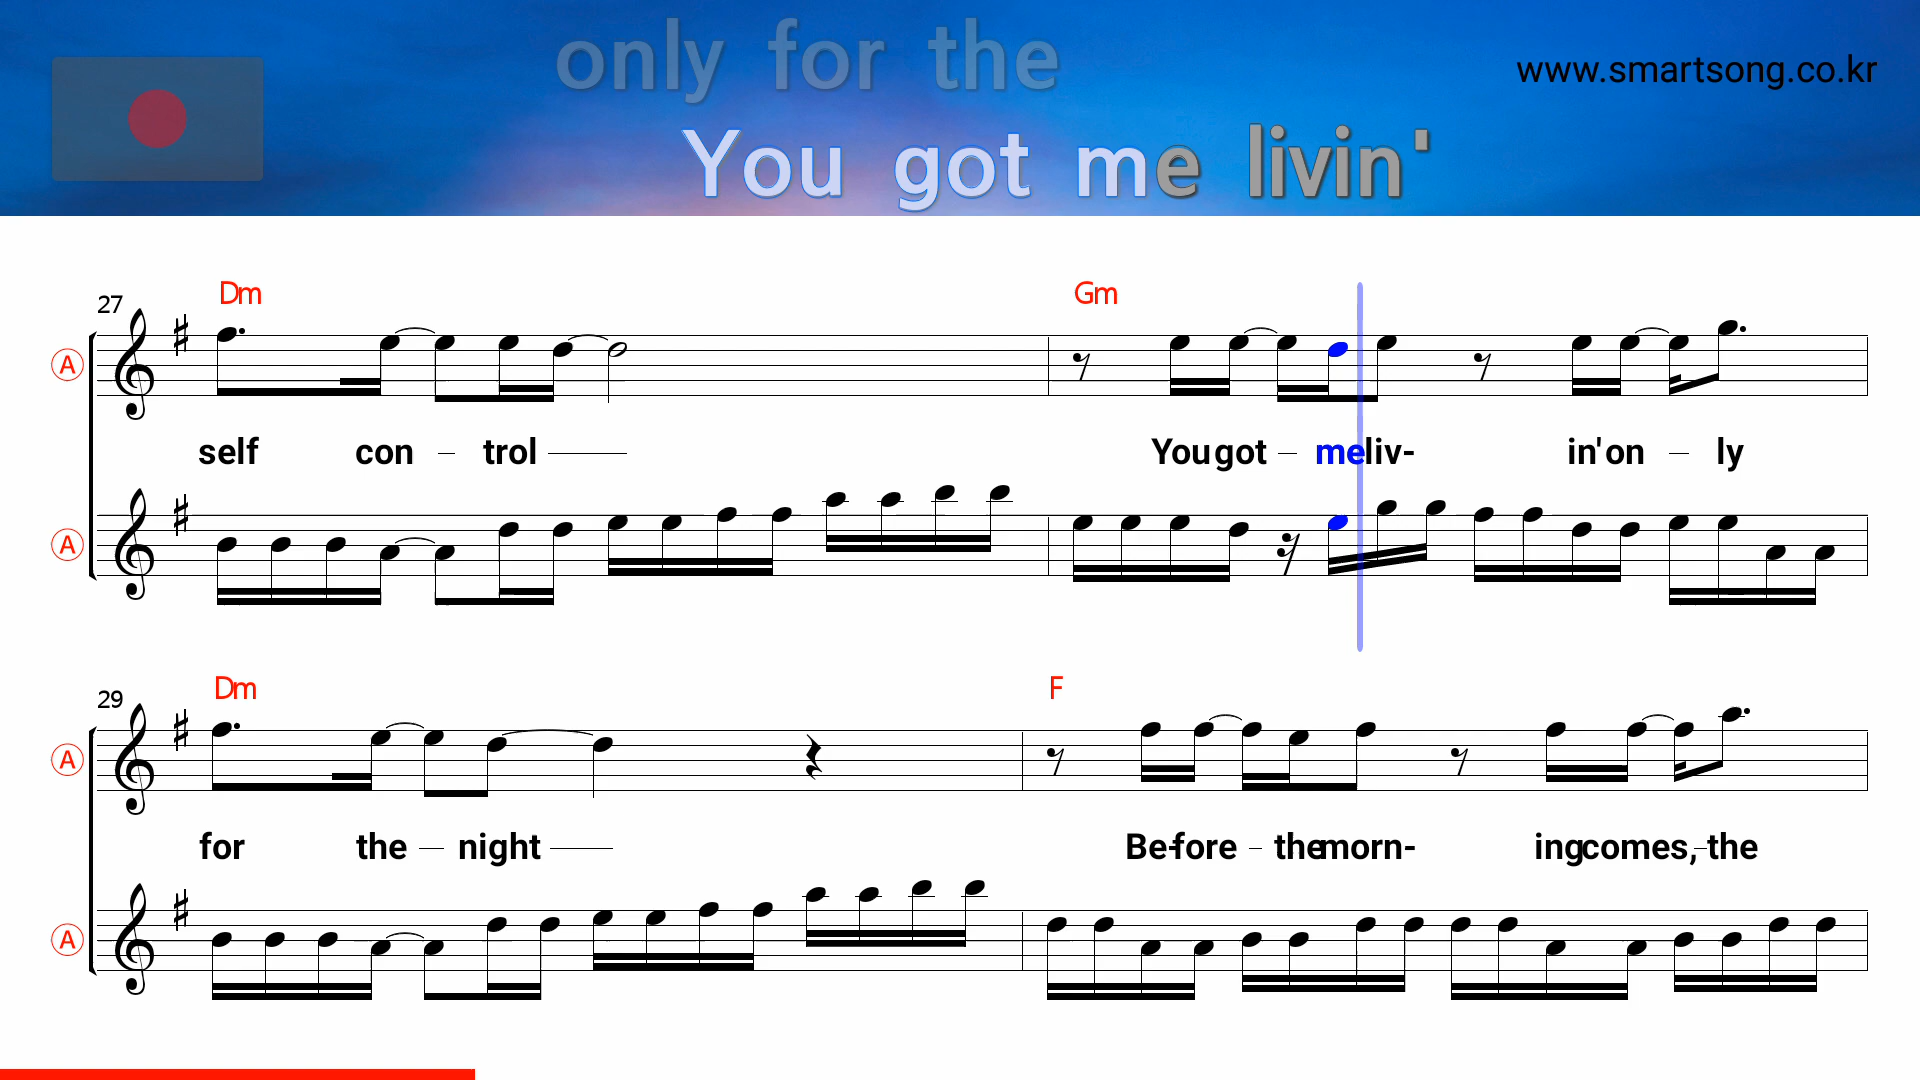 only for the
www.smartsong.co.kr
You got me livin'
27 Dm Gm
A
self con - trol You got - me liv- in' on - ly
A
29 Dm F
A
for the - night Be-fore - the morn- ing comes, - the
A